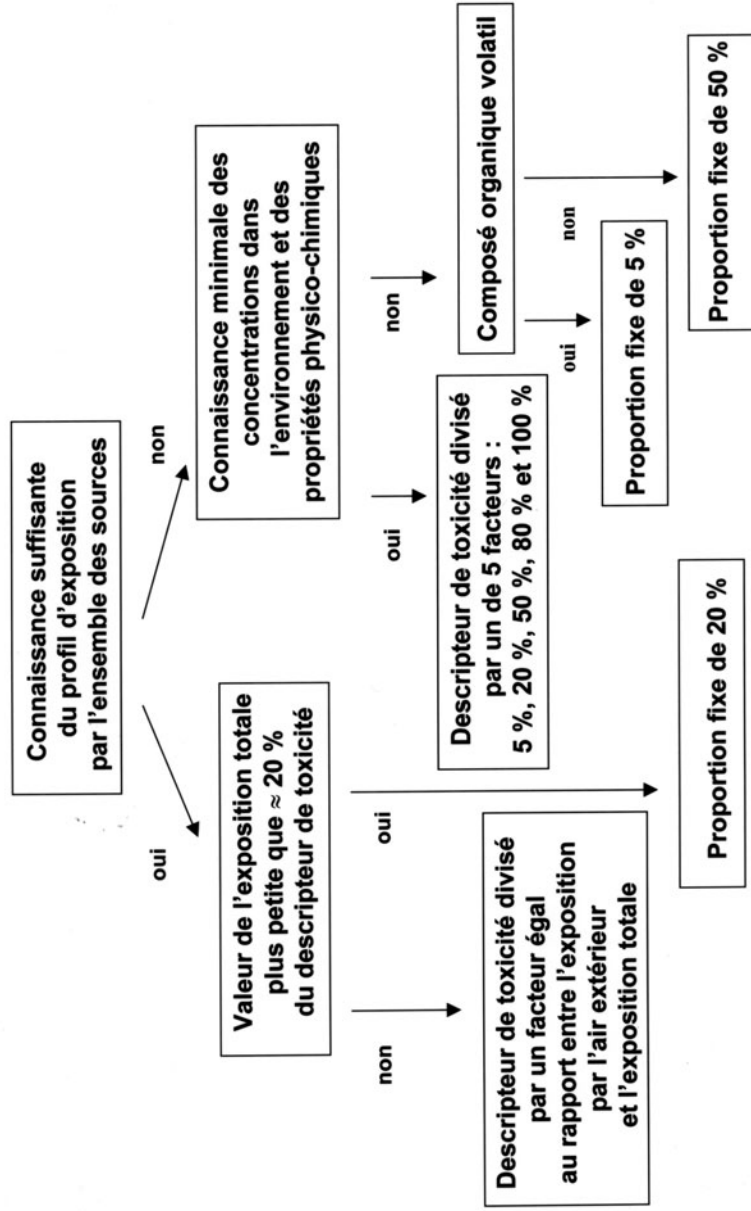 Connaissance suffisante
du profil d'exposition
par l'ensemble des sources
oui
non
Valeur de l'exposition totale
plus petite que ≈ 20 %
du descripteur de toxicité
Connaissance minimale des
concentrations dans
l'environnement et des
propriétés physico-chimiques
non
oui
oui
non
Descripteur de toxicité divisé
par un facteur égal
au rapport entre l'exposition
par l'air extérieur
et l'exposition totale
Descripteur de toxicité divisé
par un de 5 facteurs :
5 %, 20 %, 50 %, 80 % et 100 %
Composé organique volatil
oui
non
Proportion fixe de 20 %
Proportion fixe de 5 %
Proportion fixe de 50 %